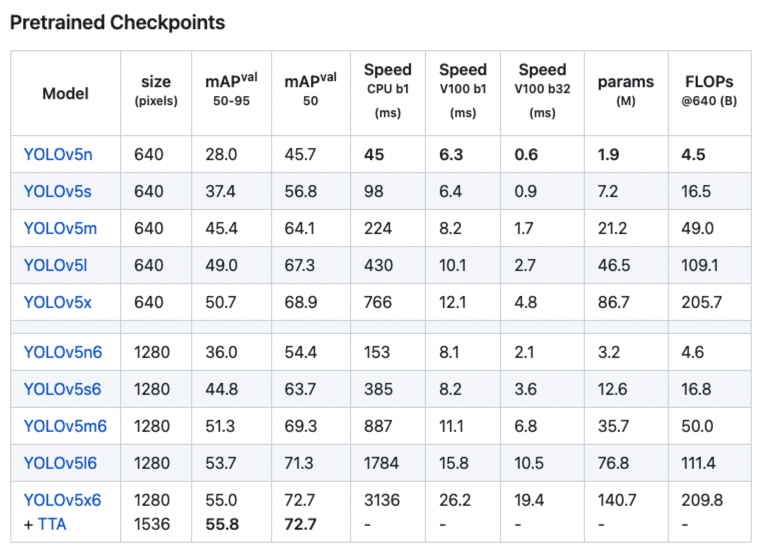 Pretrained Checkpoints
Model size (pixels) mAPval 50-95 mAPval 50 Speed CPU b1 (ms) Speed V100 b1 (ms) Speed V100 b32 (ms) params (M) FLOPs @640 (B)
YOLOv5n 640 28.0 45.7 45 6.3 0.6 1.9 4.5
YOLOv5s 640 37.4 56.8 98 6.4 0.9 7.2 16.5
YOLOv5m 640 45.4 64.1 224 8.2 1.7 21.2 49.0
YOLOv5l 640 49.0 67.3 430 10.1 2.7 46.5 109.1
YOLOv5x 640 50.7 68.9 766 12.1 4.8 86.7 205.7
YOLOv5n6 1280 36.0 54.4 153 8.1 2.1 3.2 4.6
YOLOv5s6 1280 44.8 63.7 385 8.2 3.6 12.6 16.8
YOLOv5m6 1280 51.3 69.3 887 11.1 6.8 35.7 50.0
YOLOv5l6 1280 53.7 71.3 1784 15.8 10.5 76.8 111.4
YOLOv5x6 1280 55.0 72.7 3136 26.2 19.4 140.7 209.8
+ TTA 1536 55.8 72.7 - - - - -